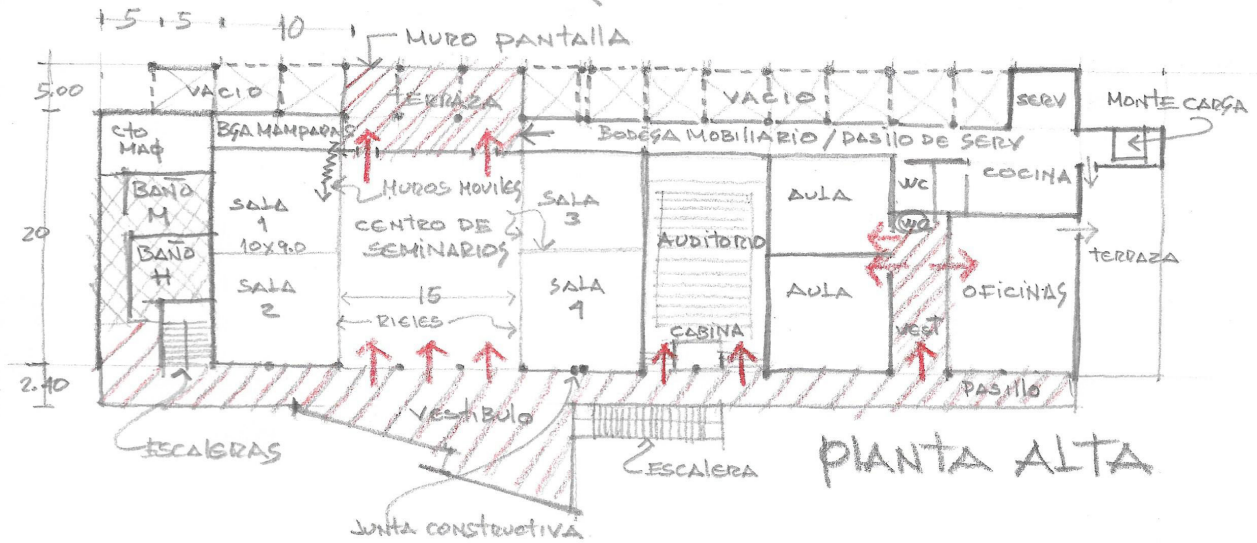 5 5 10
MURO PANTALLA
5.00
VACIO
TERRAZA
VACIO
SERV
MONTE CARGA
CTO
MAQ
BGA MAMPARAS
BODEGA MOBILIARIO / PASILLO DE SERV
BAÑO
M
SALA
1
10X9.0
MUROS MOVILES
CENTRO DE
SEMINARIOS
SALA
3
AUDITORIO
AULA
WC
COCINA
WC
20
BAÑO
H
SALA
2
15
RIELES
SALA
4
CABINA
AULA
VEST
OFICINAS
TERRAZA
2.40
VESTIBULO
PASILLO
ESCALERAS
ESCALERA
PLANTA ALTA
JUNTA CONSTRUCTIVA